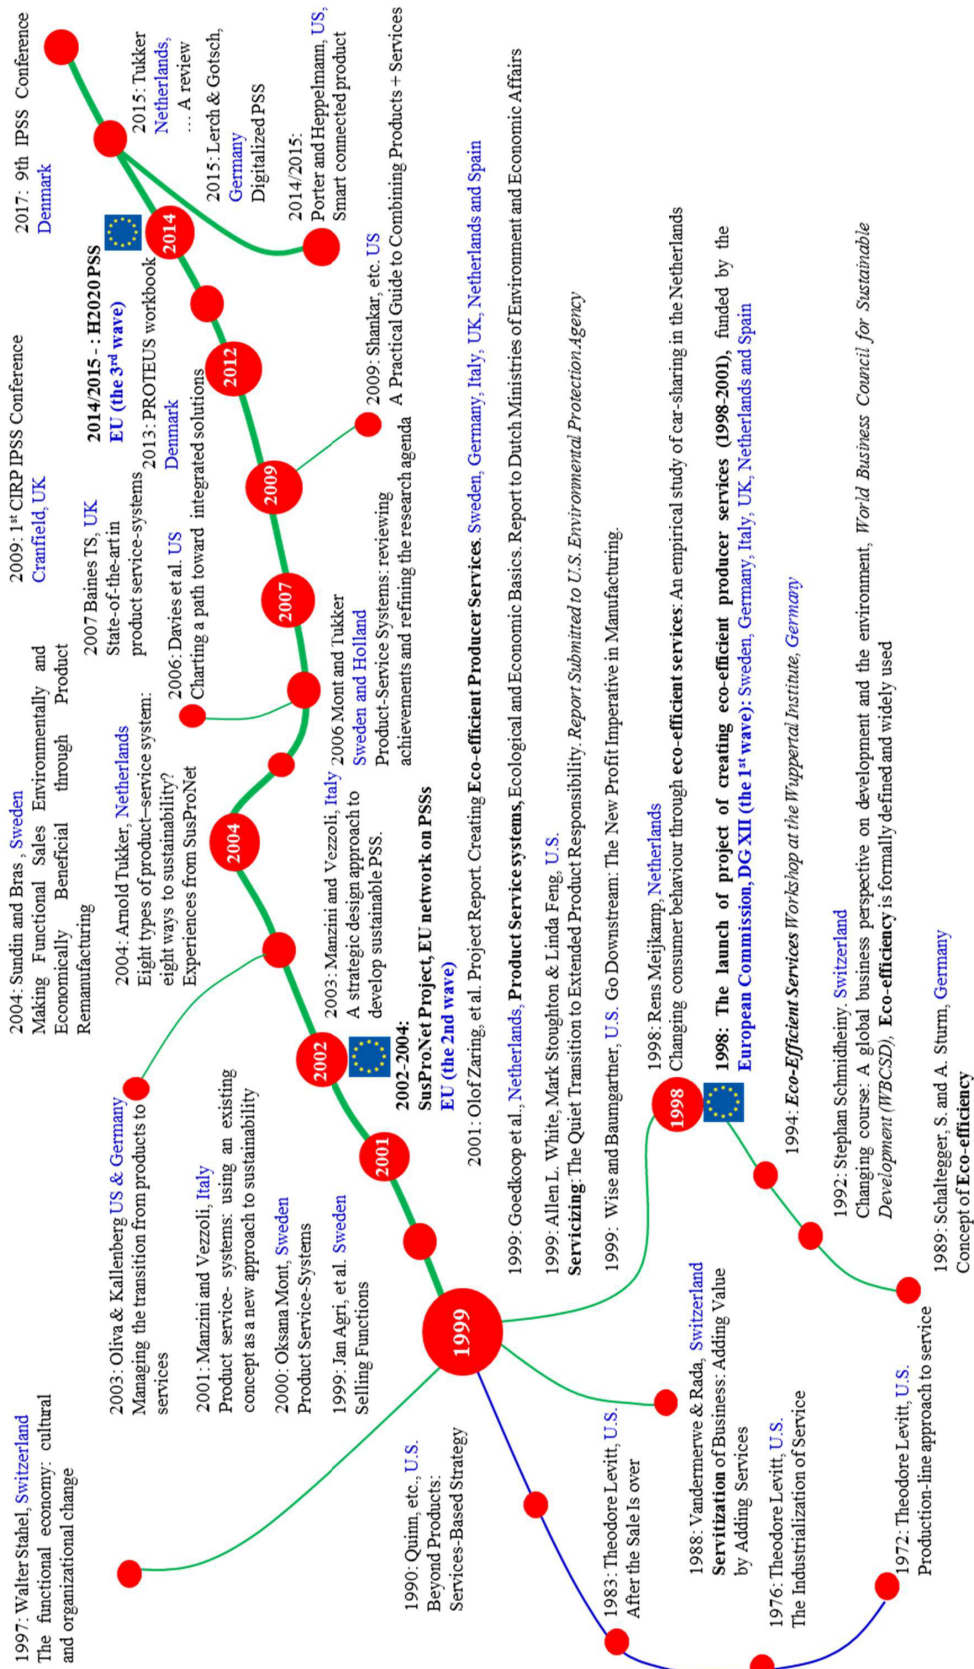 1997: Walter Stahel, Switzerland
The functional economy: cultural
and organizational change
2004: Sundin and Bras , Sweden
Making Functional Sales Environmentally and
Economically Beneficial through Product
Remanufacturing
2009: 1st CIRP IPSS Conference
Cranfield, UK
2017: 9th IPSS Conference
Denmark
2003: Oliva & Kallenberg US & Germany
Managing the transition from products to
services
2004: Arnold Tukker, Netherlands
Eight types of product–service system:
eight ways to sustainability?
Experiences from SusProNet
2007 Baines TS, UK
State-of-the-art in
product service-systems
2014/2015 - : H2020 PSS
EU (the 3rd wave)
2013: PROTEUS workbook
Denmark
2015: Tukker
Netherlands,
… A review
2015: Lerch & Gotsch,
Germany
Digitalized PSS
2001: Manzini and Vezzoli, Italy
Product service- systems: using an existing
concept as a new approach to sustainability
2006: Davies et al. US
Charting a path toward integrated solutions
2014
2014/2015:
Porter and Heppelmann, US,
Smart connected product
2000: Oksana Mont, Sweden
Product Service-Systems
1999: Jan Agri, et al. Sweden
Selling Functions
2004
2012
2009
2007
2002
2001
1999
2003: Manzini and Vezzoli, Italy
A strategic design approach to
develop sustainable PSS.
2006 Mont and Tukker
Sweden and Holland
Product-Service Systems: reviewing
achievements and refining the research agenda
2009: Shankar, etc. US
A Practical Guide to Combining Products + Services
2002-2004:
SusProNet Project, EU network on PSSs
EU (the 2nd wave)
1990: Quinn, etc., U.S.
Beyond Products:
Services-Based Strategy
2001: Olof Zaring, et al. Project Report Creating Eco-efficient Producer Services. Sweden, Germany, Italy, UK, Netherlands and Spain
1999: Goedkoop et al., Netherlands, Product Service systems, Ecological and Economic Basics. Report to Dutch Ministries of Environment and Economic Affairs
1999: Allen L. White, Mark Stoughton & Linda Feng, U.S.
Servicizing: The Quiet Transition to Extended Product Responsibility. Report Submitted to U.S. Environmental Protection Agency
1999: Wise and Baumgartner, U.S. Go Downstream: The New Profit Imperative in Manufacturing.
1998: Rens Meijkamp, Netherlands
Changing consumer behaviour through eco-efficient services: An empirical study of car-sharing in the Netherlands
1998
1998: The launch of project of creating eco-efficient producer services (1998-2001), funded by the
European Commission, DG XII (the 1st wave): Sweden, Germany, Italy, UK, Netherlands and Spain
1983: Theodore Levitt, U.S.
After the Sale Is over
1988: Vandermerwe & Rada, Switzerland
Servitization of Business: Adding Value
by Adding Services
1994: Eco-Efficient Services Workshop at the Wuppertal Institute, Germany
1976: Theodore Levitt, U.S.
The Industrialization of Service
1992: Stephan Schmidheiny. Switzerland
Changing course: A global business perspective on development and the environment, World Business Council for Sustainable
Development (WBCSD), Eco-efficiency is formally defined and widely used
1972: Theodore Levitt, U.S.
Production-line approach to service
1989: Schaltegger, S. and A. Sturm, Germany
Concept of Eco-efficiency